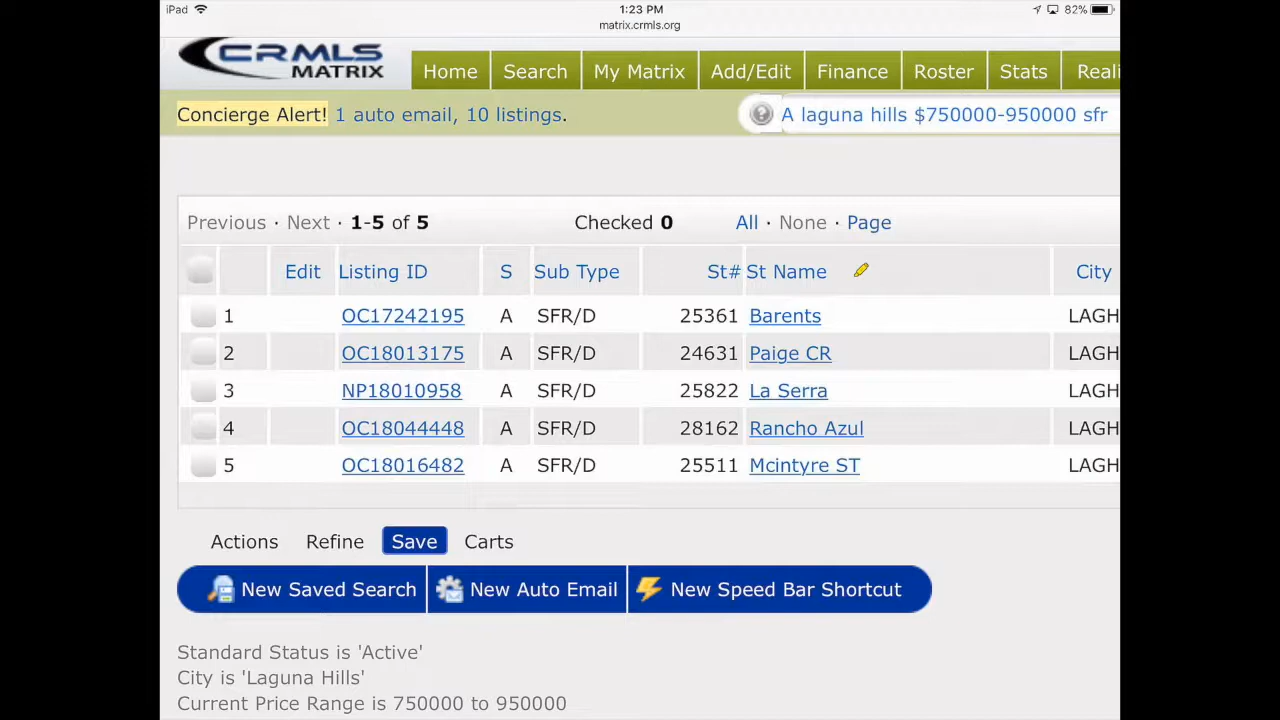 iPad 1:23 PM 82%
matrix.crmls.org
CRMLS MATRIX Home Search My Matrix Add/Edit Finance Roster Stats Reali
Concierge Alert! 1 auto email, 10 listings. A laguna hills $750000-950000 sfr
Previous · Next · 1-5 of 5 Checked 0 All · None · Page
Edit Listing ID S Sub Type St# St Name City
1 OC17242195 A SFR/D 25361 Barents LAGH
2 OC18013175 A SFR/D 24631 Paige CR LAGH
3 NP18010958 A SFR/D 25822 La Serra LAGH
4 OC18044448 A SFR/D 28162 Rancho Azul LAGH
5 OC18016482 A SFR/D 25511 Mcintyre ST LAGH
Actions Refine Save Carts
New Saved Search New Auto Email New Speed Bar Shortcut
Standard Status is 'Active'
City is 'Laguna Hills'
Current Price Range is 750000 to 950000